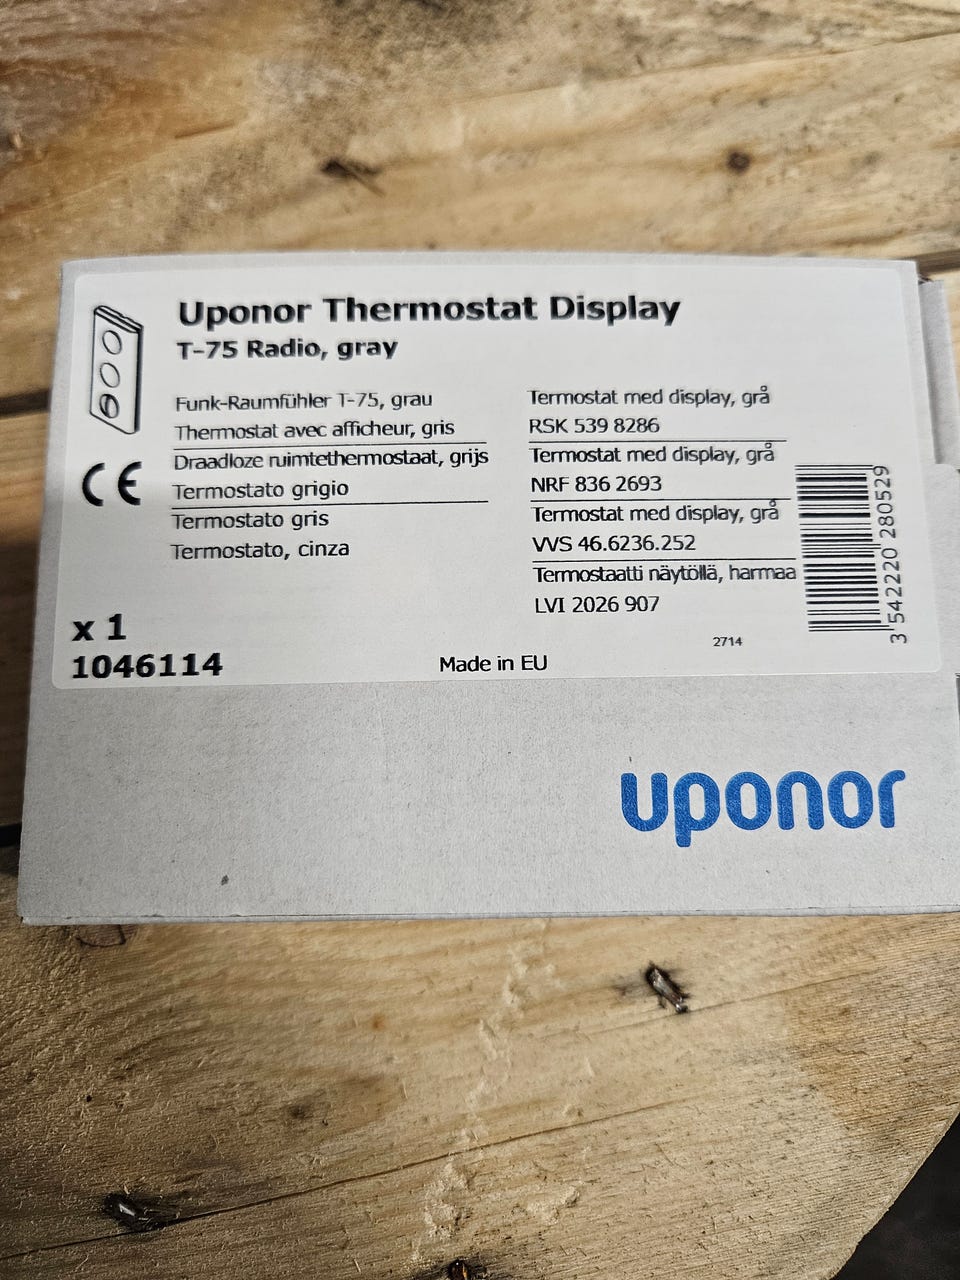 Uponor Thermostat Display
T-75 Radio, gray
Funk-Raumfühler T-75, grau
Thermostat avec afficheur, gris
Draadloze ruimtethermostaat, grijs
Termostato grigio
Termostato gris
Termostato, cinza
Termostat med display, grå
RSK 539 8286
Termostat med display, grå
NRF 836 2693
Termostat med display, grå
VVS 46.6236.252
Termostaatti näytöllä, harmaa
LVI 2026 907
3 542220 280529
CE
x 1
1046114
Made in EU
2714
uponor